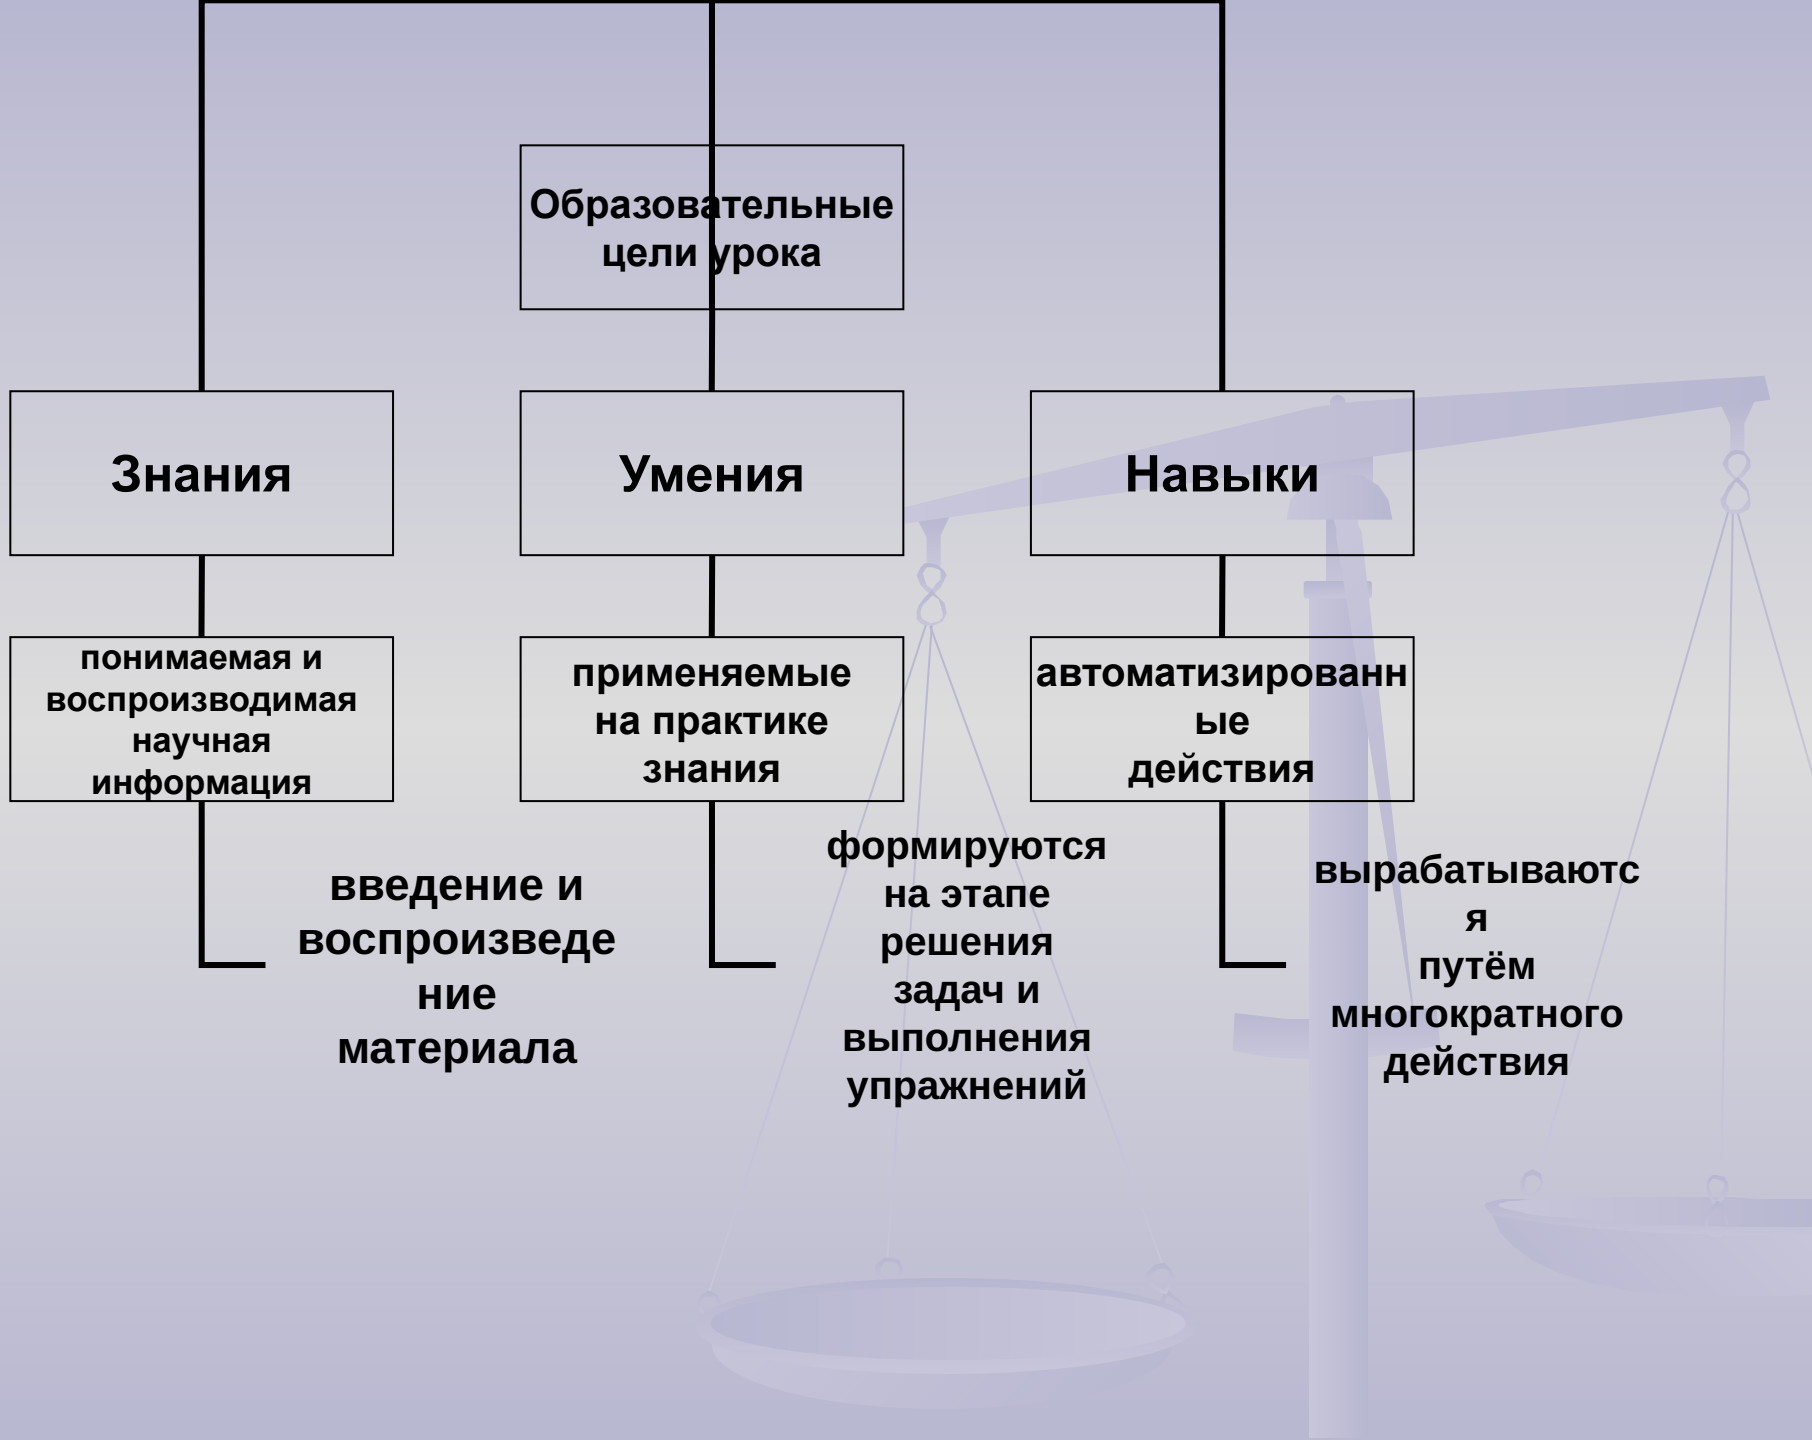 Образовательные
цели урока
Знания
Умения
Навыки
понимаемая и
воспроизводимая
научная
информация
применяемые
на практике
знания
автоматизированн
ые
действия
введение и
воспроизведе
ние
материала
формируются
на этапе
решения
задач и
выполнения
упражнений
вырабатываютс
я
путём
многократного
действия